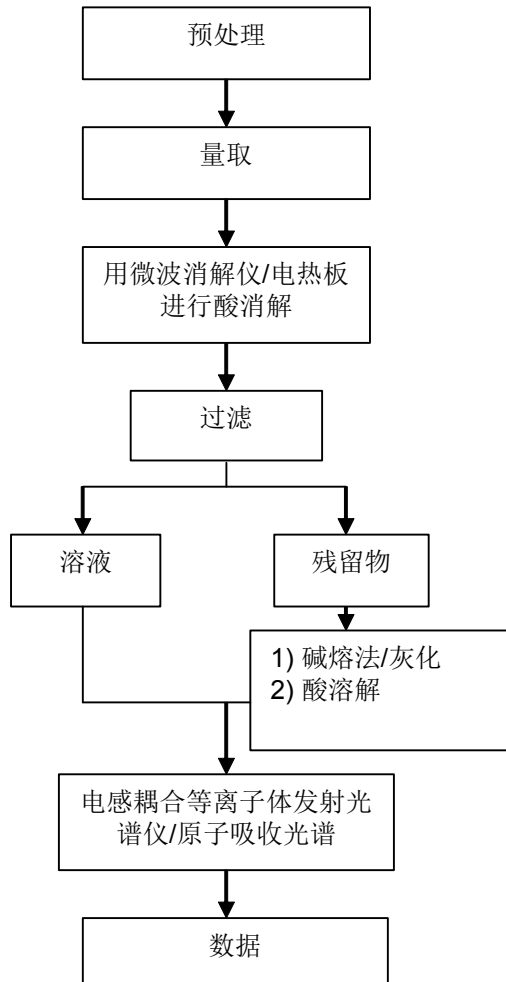 预处理
量取
用微波消解仪/电热板
进行酸消解
过滤
溶液
残留物
1) 碱熔法/灰化
2) 酸溶解
电感耦合等离子体发射光
谱仪/原子吸收光谱
数据